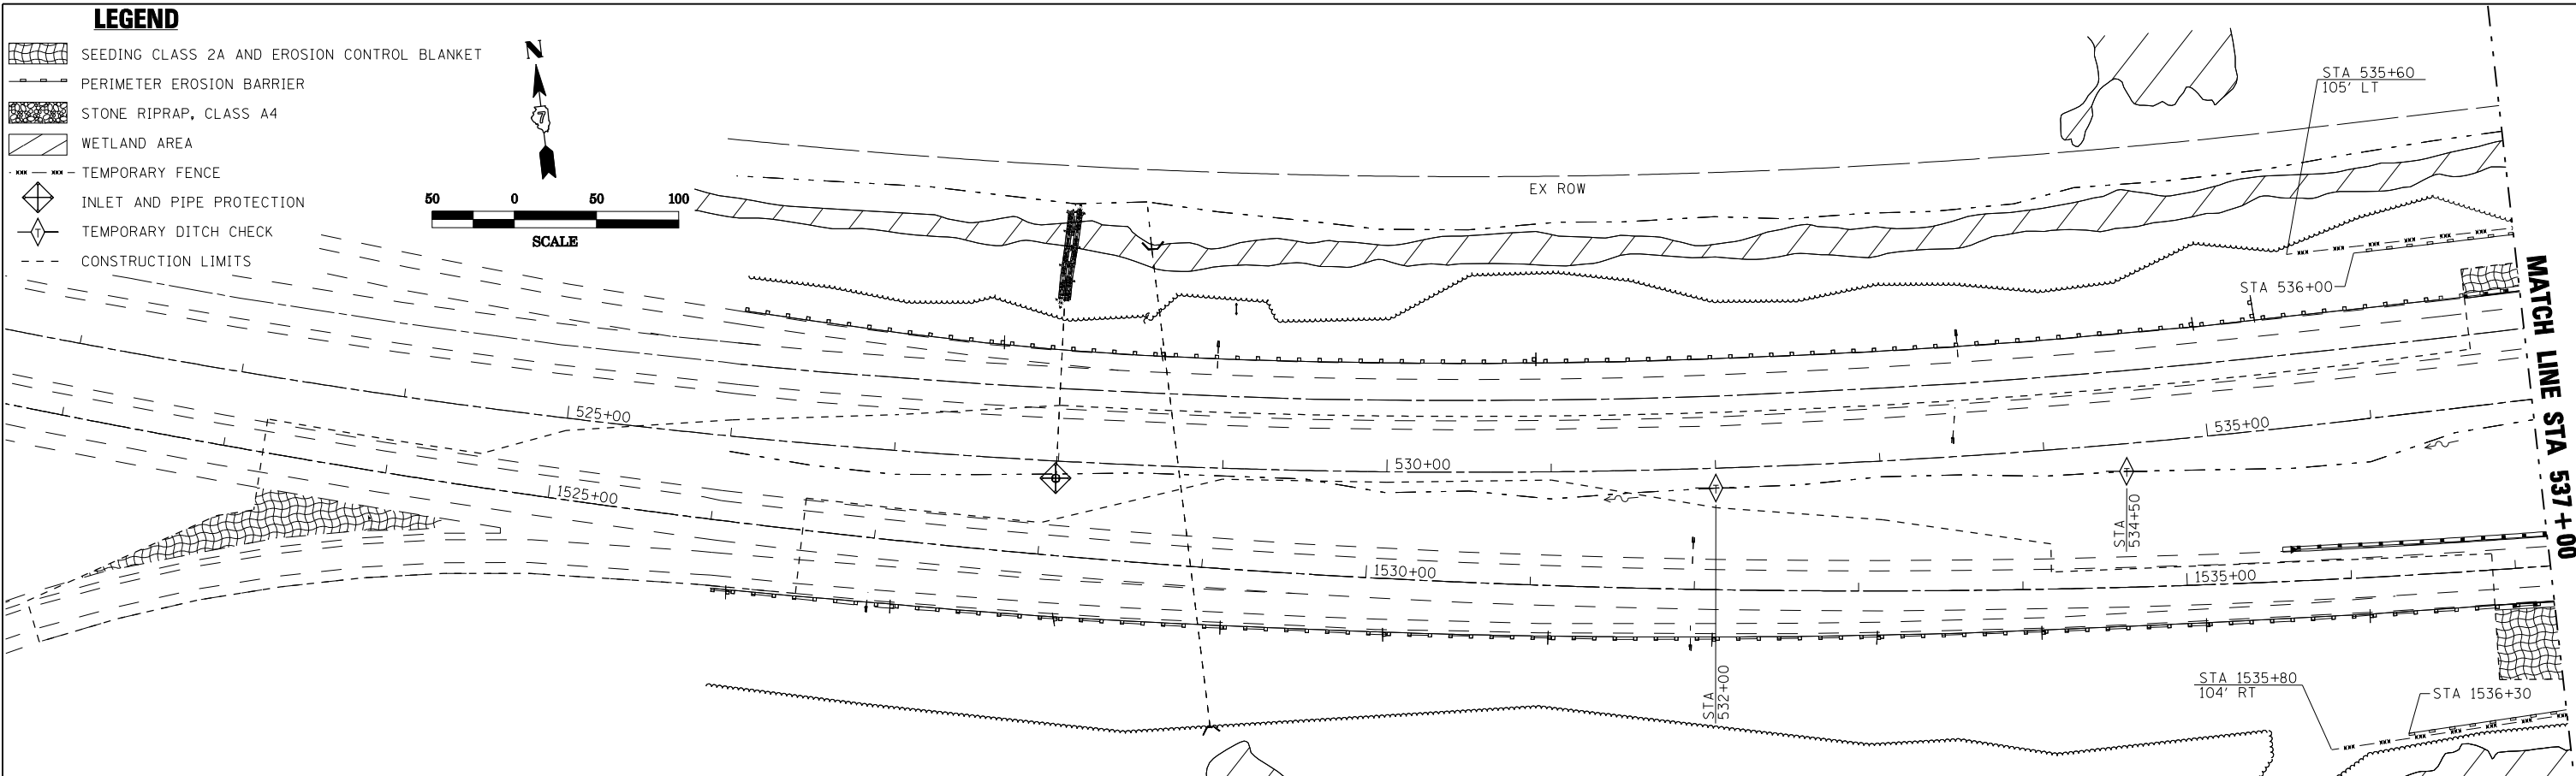 LEGEND
SEEDING CLASS 2A AND EROSION CONTROL BLANKET
PERIMETER EROSION BARRIER
STONE RIPRAP, CLASS A4
WETLAND AREA
xxx xxx TEMPORARY FENCE
INLET AND PIPE PROTECTION
T TEMPORARY DITCH CHECK
CONSTRUCTION LIMITS
N
7
50 0 50 100
SCALE
EX ROW
STA 535+60
105' LT
STA 536+00
MATCH LINE STA 537+00
525+00
530+00
535+00
1525+00
1530+00
1535+00
T
T
STA
534+50
STA
532+00
STA 1535+80
104' RT
STA 1536+30